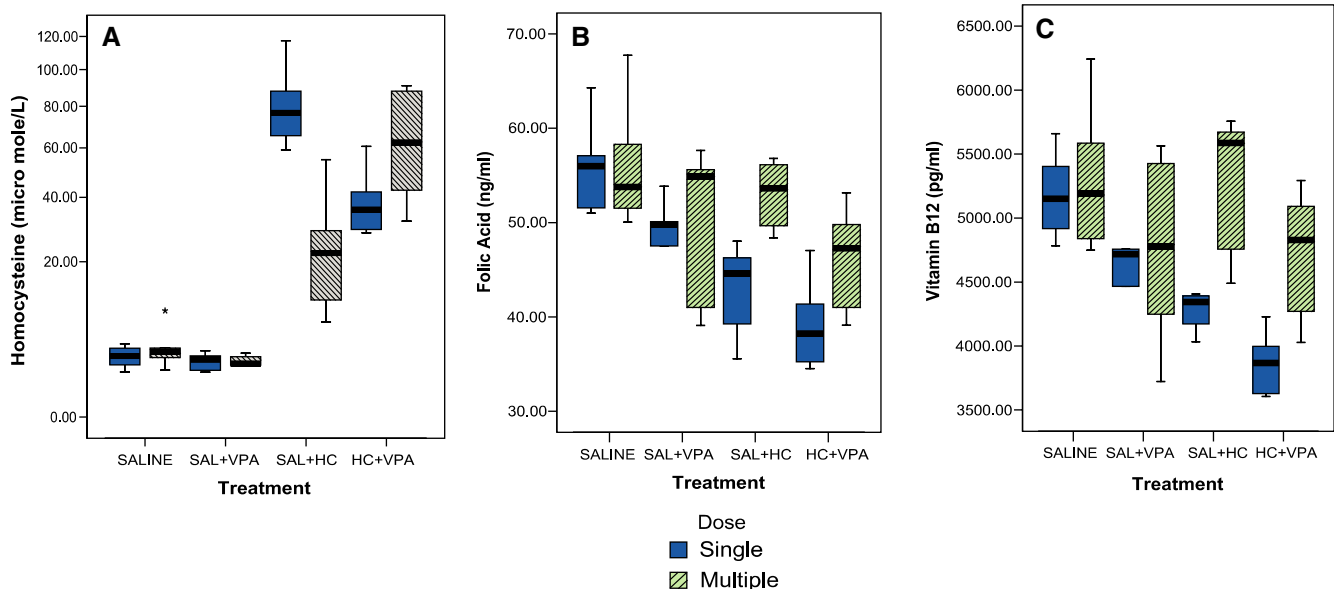 A
Homocysteine (micro mole/L)
120.00
100.00
80.00
60.00
40.00
20.00
0.00
*
SALINE SAL+VPA SAL+HC HC+VPA
Treatment
B
Folic Acid (ng/ml)
70.00
60.00
50.00
40.00
30.00
SALINE SAL+VPA SAL+HC HC+VPA
Treatment
C
Vitamin B12 (pg/ml)
6500.00
6000.00
5500.00
5000.00
4500.00
4000.00
3500.00
SALINE SAL+VPA SAL+HC HC+VPA
Treatment
Dose
Single
Multiple